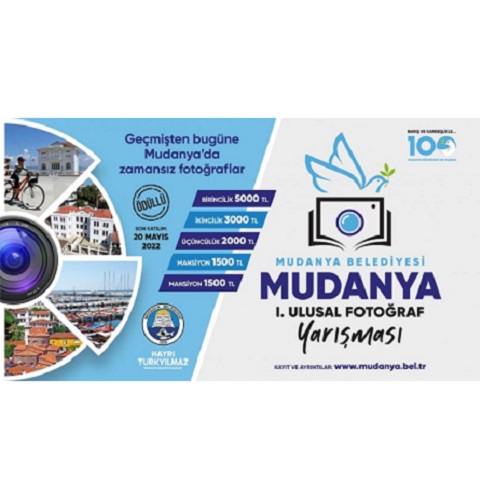 Geçmişten bugüne
Mudanya'da
zamansız fotoğraflar
ÖDÜLLÜ
SON KATILIM
20 MAYIS
2022
BİRİNCİLİK 5000 TL
İKİNCİLİK 3000 TL
ÜÇÜNCÜLÜK 2000 TL
MANSİYON 1500 TL
MANSİYON 1500 TL
HAYRİ
TÜRKYILMAZ
100
MUDANYA BELEDİYESİ
MUDANYA
I. ULUSAL FOTOĞRAF
Yarışması
KAYIT VE AYRINTILAR: www.mudanya.bel.tr